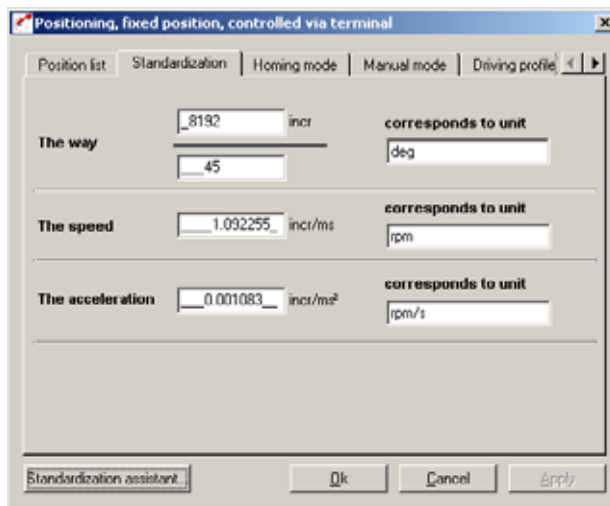 Positioning, fixed position, controlled via terminal
Position list Standardization Homing mode Manual mode Driving profile
The way
_8192 incr
___45
corresponds to unit
deg
The speed
____1.092255_ incr/ms
corresponds to unit
rpm
The acceleration
___0.001083__ incr/ms²
corresponds to unit
rpm/s
Standardization assistant... Ok Cancel Apply